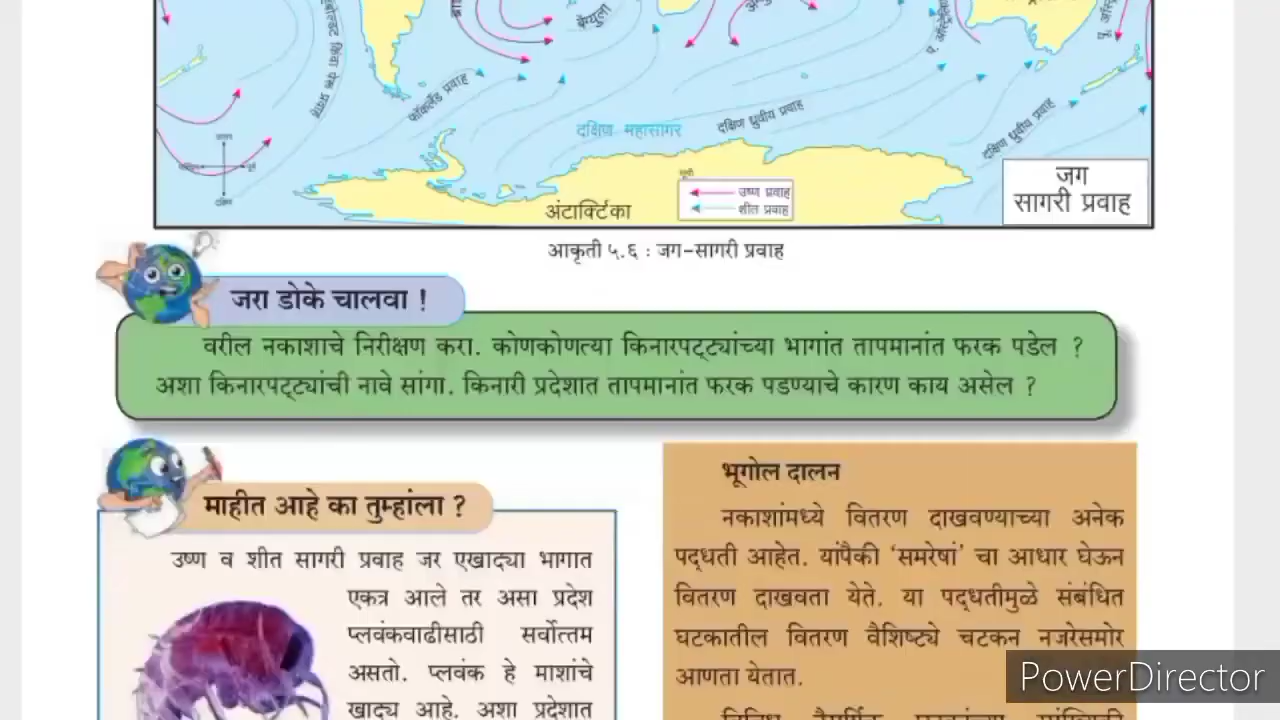 बेंग्युला
फॉकलंड प्रवाह
दक्षिण महासागर
दक्षिण ध्रुवीय प्रवाह
दक्षिण ध्रुवीय प्रवाह
सूची
उष्ण प्रवाह
शीत प्रवाह
अंटार्क्टिका
जग
सागरी प्रवाह
आकृती ५.६ : जग-सागरी प्रवाह
जरा डोके चालवा !
वरील नकाशाचे निरीक्षण करा. कोणकोणत्या किनारपट्ट्यांच्या भागांत तापमानांत फरक पडेल ?
अशा किनारपट्ट्यांची नावे सांगा. किनारी प्रदेशात तापमानांत फरक पडण्याचे कारण काय असेल ?
माहीत आहे का तुम्हांला ?
उष्ण व शीत सागरी प्रवाह जर एखाद्या भागात
एकत्र आले तर असा प्रदेश
प्लवंकवाढीसाठी सर्वोत्तम
असतो. प्लवंक हे माशांचे
खाद्य आहे. अशा प्रदेशात
भूगोल दालन
नकाशांमध्ये वितरण दाखवण्याच्या अनेक
पद्धती आहेत. यांपैकी ‘समरेषां’ चा आधार घेऊन
वितरण दाखवता येते. या पद्धतीमुळे संबंधित
घटकातील वितरण वैशिष्ट्ये चटकन नजरेसमोर
आणता येतात.
PowerDirector